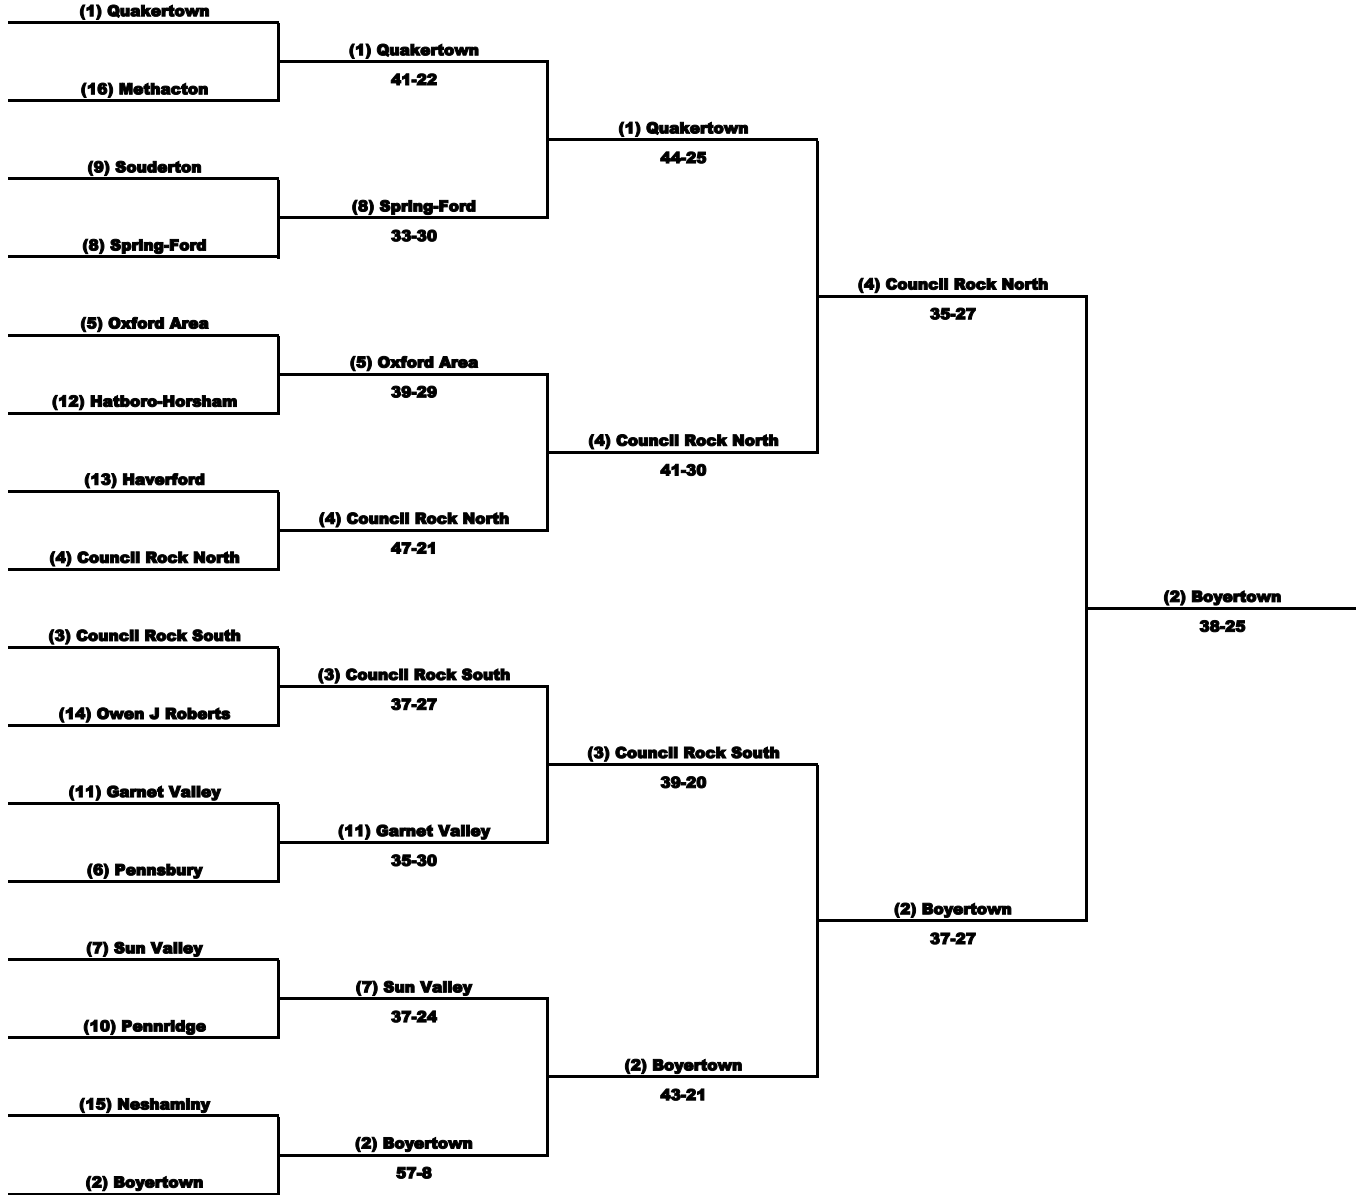 (1) Quakertown
(16) Methacton
(9) Souderton
(8) Spring-Ford
(5) Oxford Area
(12) Hatboro-Horsham
(13) Haverford
(4) Council Rock North
(3) Council Rock South
(14) Owen J Roberts
(11) Garnet Valley
(6) Pennsbury
(7) Sun Valley
(10) Pennridge
(15) Neshaminy
(2) Boyertown
(1) Quakertown
41-22
(8) Spring-Ford
33-30
(5) Oxford Area
39-29
(4) Council Rock North
47-21
(3) Council Rock South
37-27
(11) Garnet Valley
35-30
(7) Sun Valley
37-24
(2) Boyertown
57-8
(1) Quakertown
44-25
(4) Council Rock North
41-30
(3) Council Rock South
39-20
(2) Boyertown
43-21
(4) Council Rock North
35-27
(2) Boyertown
37-27
(2) Boyertown
38-25